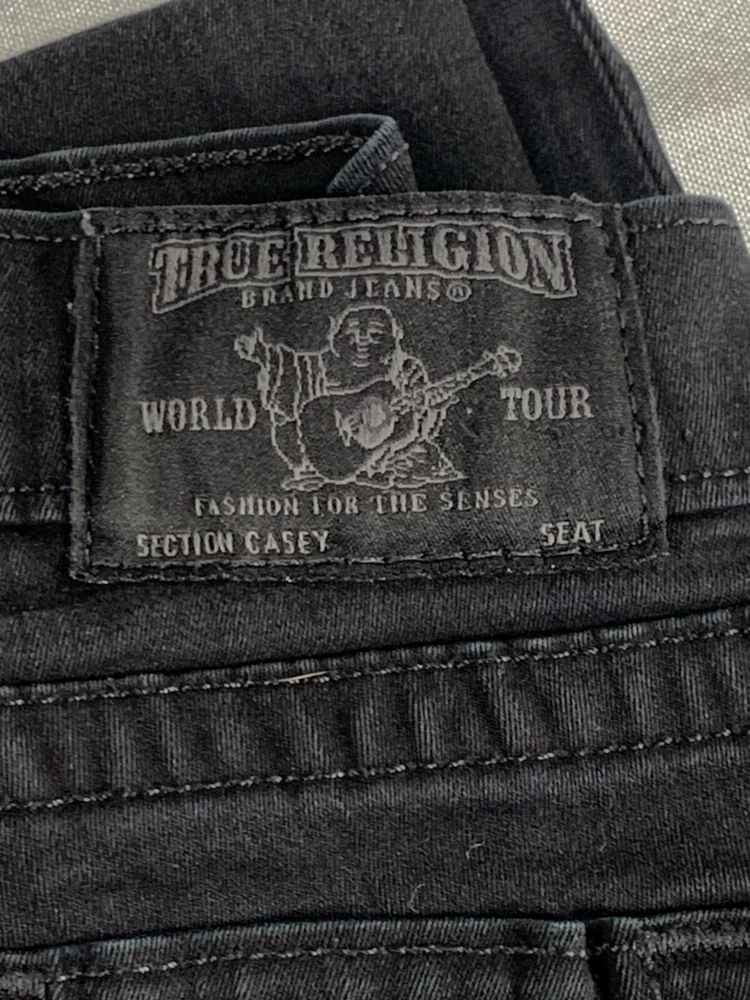 TRUE RELIGION
BRAND JEANS®
WORLD TOUR
FASHION FOR THE SENSES
SECTION CASEY SEAT